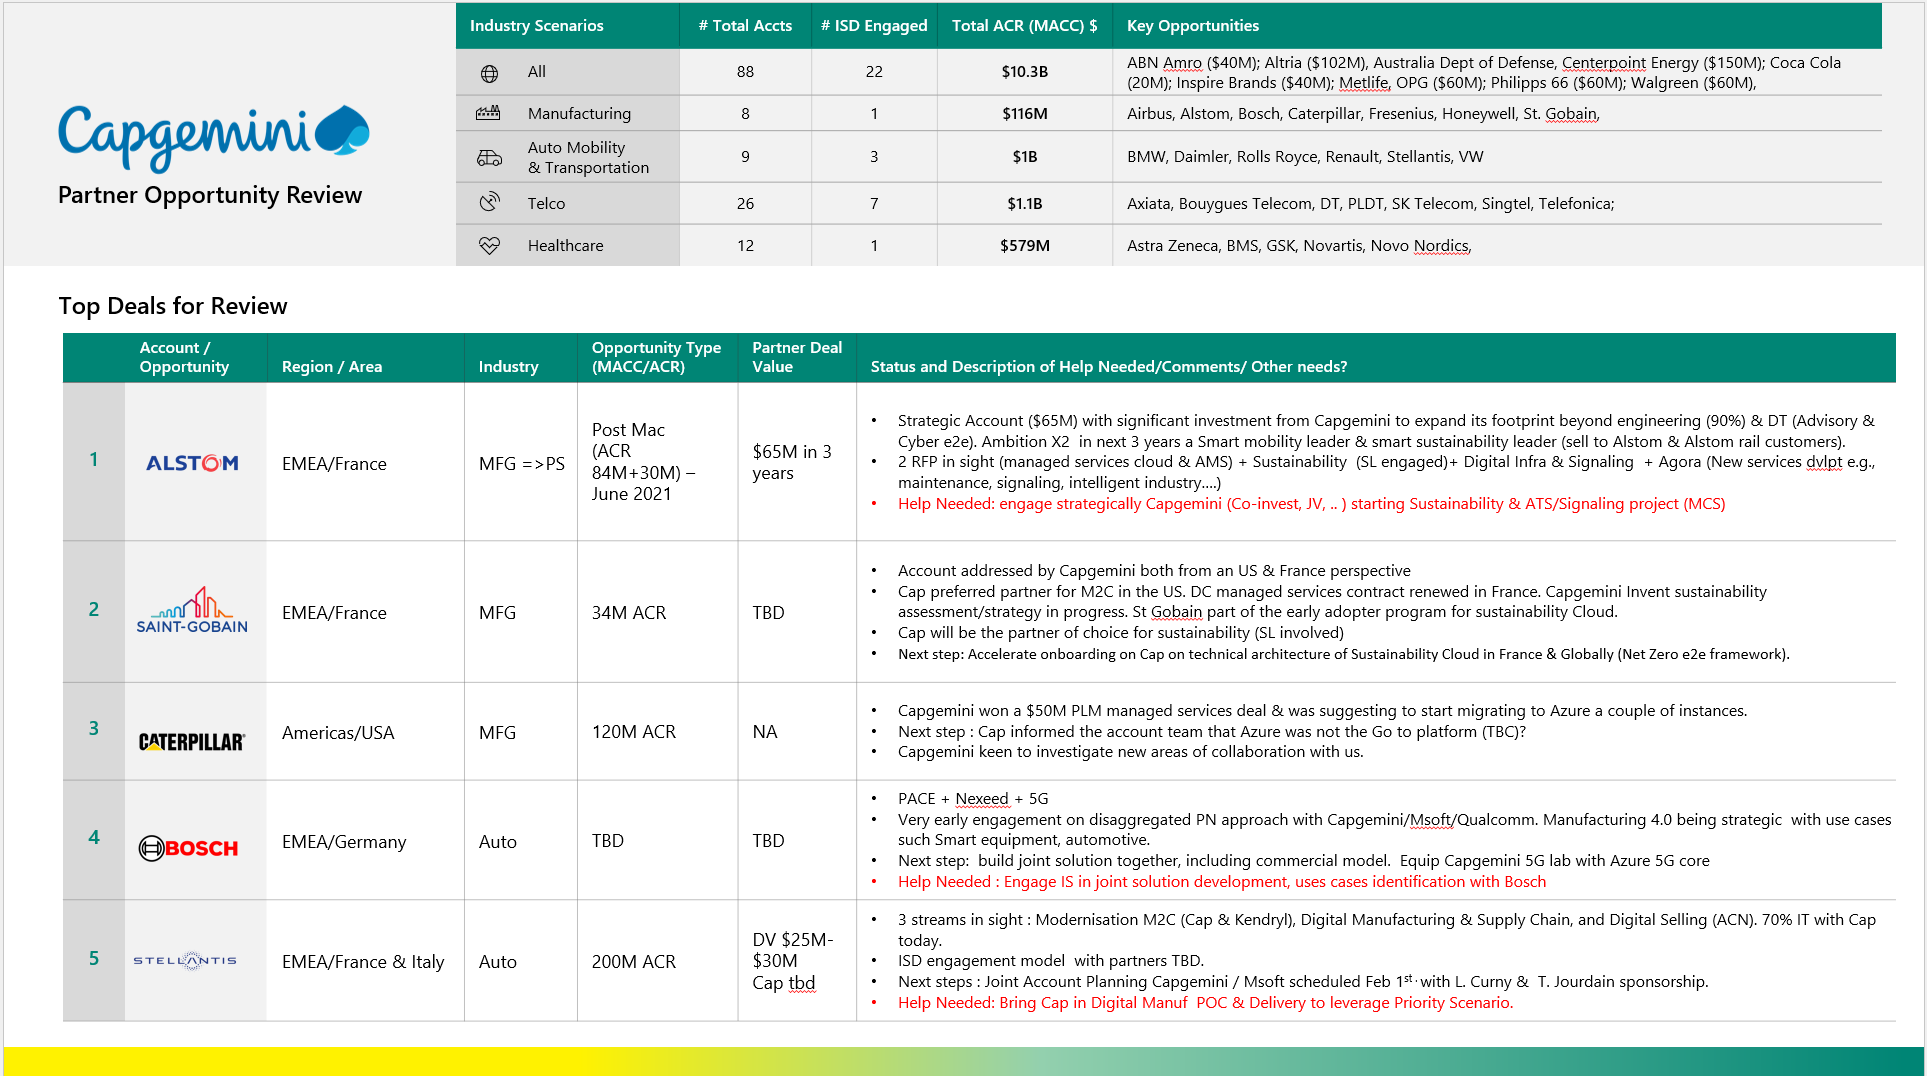 Capgemini
Partner Opportunity Review
Industry Scenarios # Total Accts # ISD Engaged Total ACR (MACC) $ Key Opportunities
All 88 22 $10.3B ABN Amro ($40M); Altria ($102M), Australia Dept of Defense, Centerpoint Energy ($150M); Coca Cola
(20M); Inspire Brands ($40M); Metlife, OPG ($60M); Philipps 66 ($60M); Walgreen ($60M),
Manufacturing 8 1 $116M Airbus, Alstom, Bosch, Caterpillar, Fresenius, Honeywell, St. Gobain,
Auto Mobility
& Transportation 9 3 $1B BMW, Daimler, Rolls Royce, Renault, Stellantis, VW
Telco 26 7 $1.1B Axiata, Bouygues Telecom, DT, PLDT, SK Telecom, Singtel, Telefonica;
Healthcare 12 1 $579M Astra Zeneca, BMS, GSK, Novartis, Novo Nordics,
Top Deals for Review
Account /
Opportunity
Region / Area
Industry
Opportunity Type
(MACC/ACR)
Partner Deal
Value
Status and Description of Help Needed/Comments/ Other needs?
1
ALSTOM
EMEA/France
MFG =>PS
Post Mac
(ACR
84M+30M) –
June 2021
$65M in 3
years
• Strategic Account ($65M) with significant investment from Capgemini to expand its footprint beyond engineering (90%) & DT (Advisory &
Cyber e2e). Ambition X2 in next 3 years a Smart mobility leader & smart sustainability leader (sell to Alstom & Alstom rail customers).
• 2 RFP in sight (managed services cloud & AMS) + Sustainability (SL engaged)+ Digital Infra & Signaling + Agora (New services dvlpt e.g.,
maintenance, signaling, intelligent industry....)
• Help Needed: engage strategically Capgemini (Co-invest, JV, .. ) starting Sustainability & ATS/Signaling project (MCS)
2
SAINT-GOBAIN
EMEA/France
MFG
34M ACR
TBD
• Account addressed by Capgemini both from an US & France perspective
• Cap preferred partner for M2C in the US. DC managed services contract renewed in France. Capgemini Invent sustainability
assessment/strategy in progress. St Gobain part of the early adopter program for sustainability Cloud.
• Cap will be the partner of choice for sustainability (SL involved)
• Next step: Accelerate onboarding on Cap on technical architecture of Sustainability Cloud in France & Globally (Net Zero e2e framework).
3
CATERPILLAR®
Americas/USA
MFG
120M ACR
NA
• Capgemini won a $50M PLM managed services deal & was suggesting to start migrating to Azure a couple of instances.
• Next step : Cap informed the account team that Azure was not the Go to platform (TBC)?
• Capgemini keen to investigate new areas of collaboration with us.
4
BOSCH
EMEA/Germany
Auto
TBD
TBD
• PACE + Nexeed + 5G
• Very early engagement on disaggregated PN approach with Capgemini/Msoft/Qualcomm. Manufacturing 4.0 being strategic with use cases
such Smart equipment, automotive.
• Next step: build joint solution together, including commercial model. Equip Capgemini 5G lab with Azure 5G core
• Help Needed : Engage IS in joint solution development, uses cases identification with Bosch
5
STELLANTIS
EMEA/France & Italy
Auto
200M ACR
DV $25M-
$30M
Cap tbd
• 3 streams in sight : Modernisation M2C (Cap & Kendryl), Digital Manufacturing & Supply Chain, and Digital Selling (ACN). 70% IT with Cap
today.
• ISD engagement model with partners TBD.
• Next steps : Joint Account Planning Capgemini / Msoft scheduled Feb 1st . with L. Curny & T. Jourdain sponsorship.
• Help Needed: Bring Cap in Digital Manuf POC & Delivery to leverage Priority Scenario.